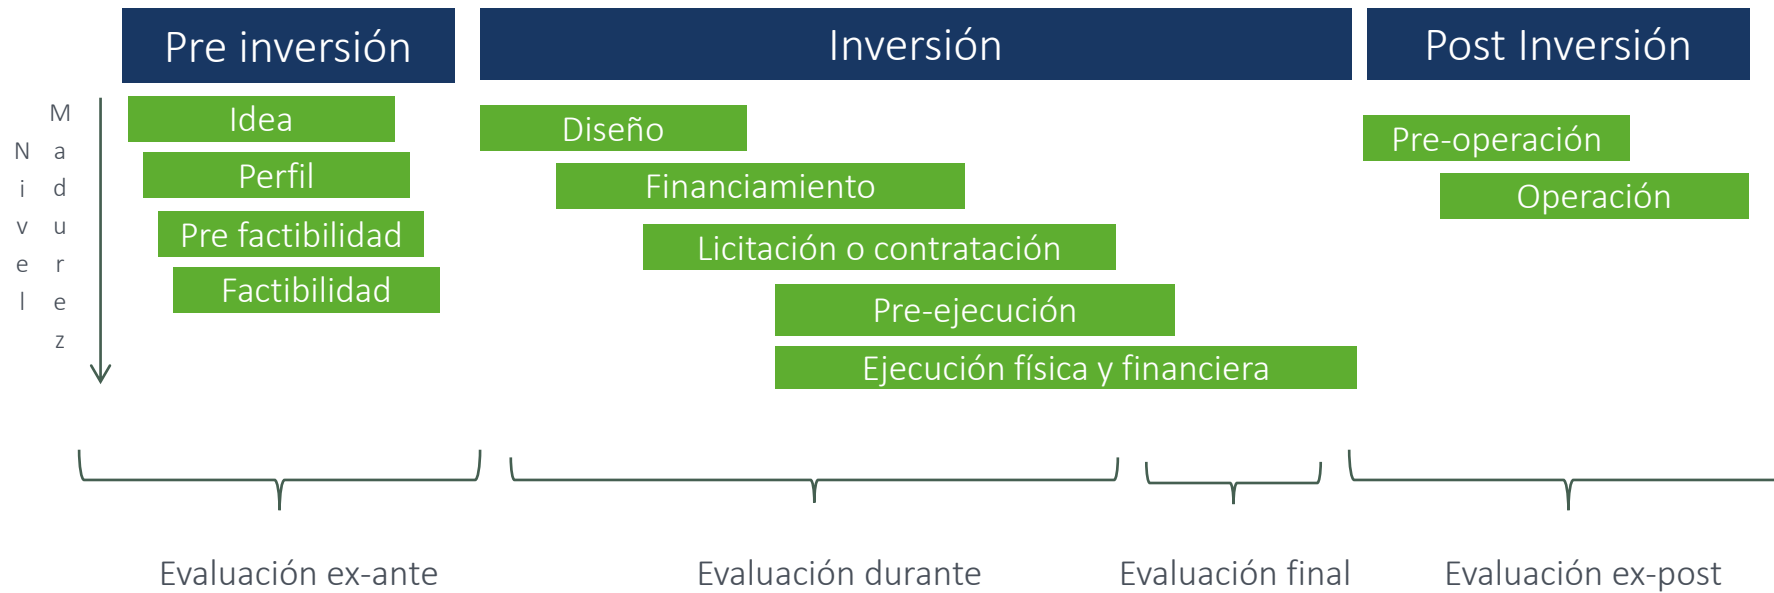 Pre inversión
Inversión
Post Inversión
Nivel
Madurez
Idea
Perfil
Pre factibilidad
Factibilidad
Diseño
Financiamiento
Licitación o contratación
Pre-ejecución
Ejecución física y financiera
Pre-operación
Operación
Evaluación ex-ante
Evaluación durante
Evaluación final
Evaluación ex-post